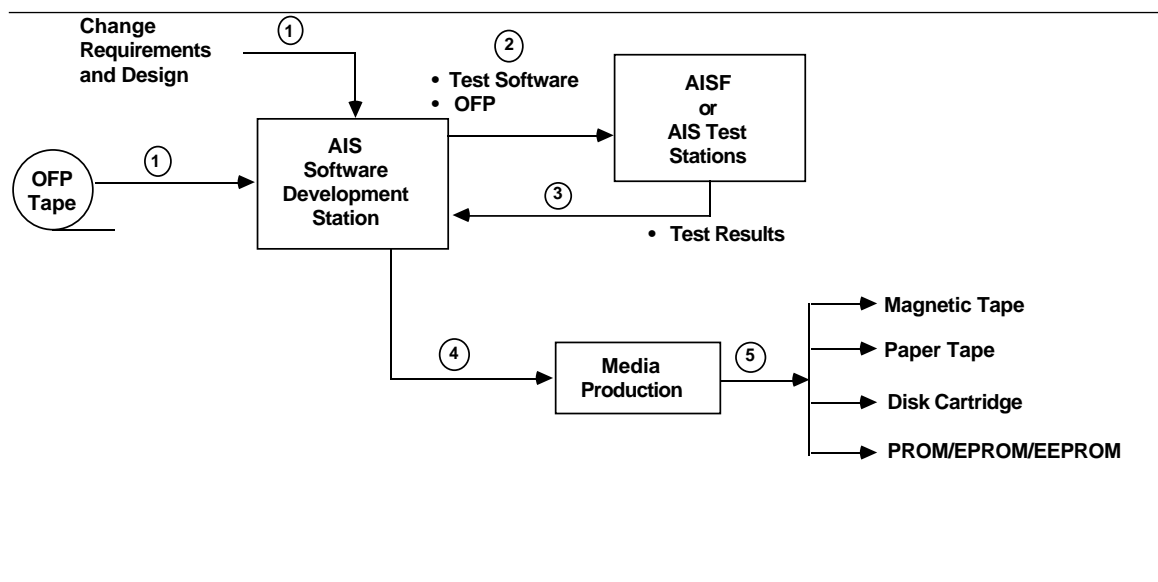 Change
Requirements
and Design
1
2
• Test Software
• OFP
AISF
or
AIS Test
Stations
AIS
Software
Development
Station
1
OFP
Tape
3
• Test Results
4
Media
Production
5
Magnetic Tape
Paper Tape
Disk Cartridge
PROM/EPROM/EEPROM